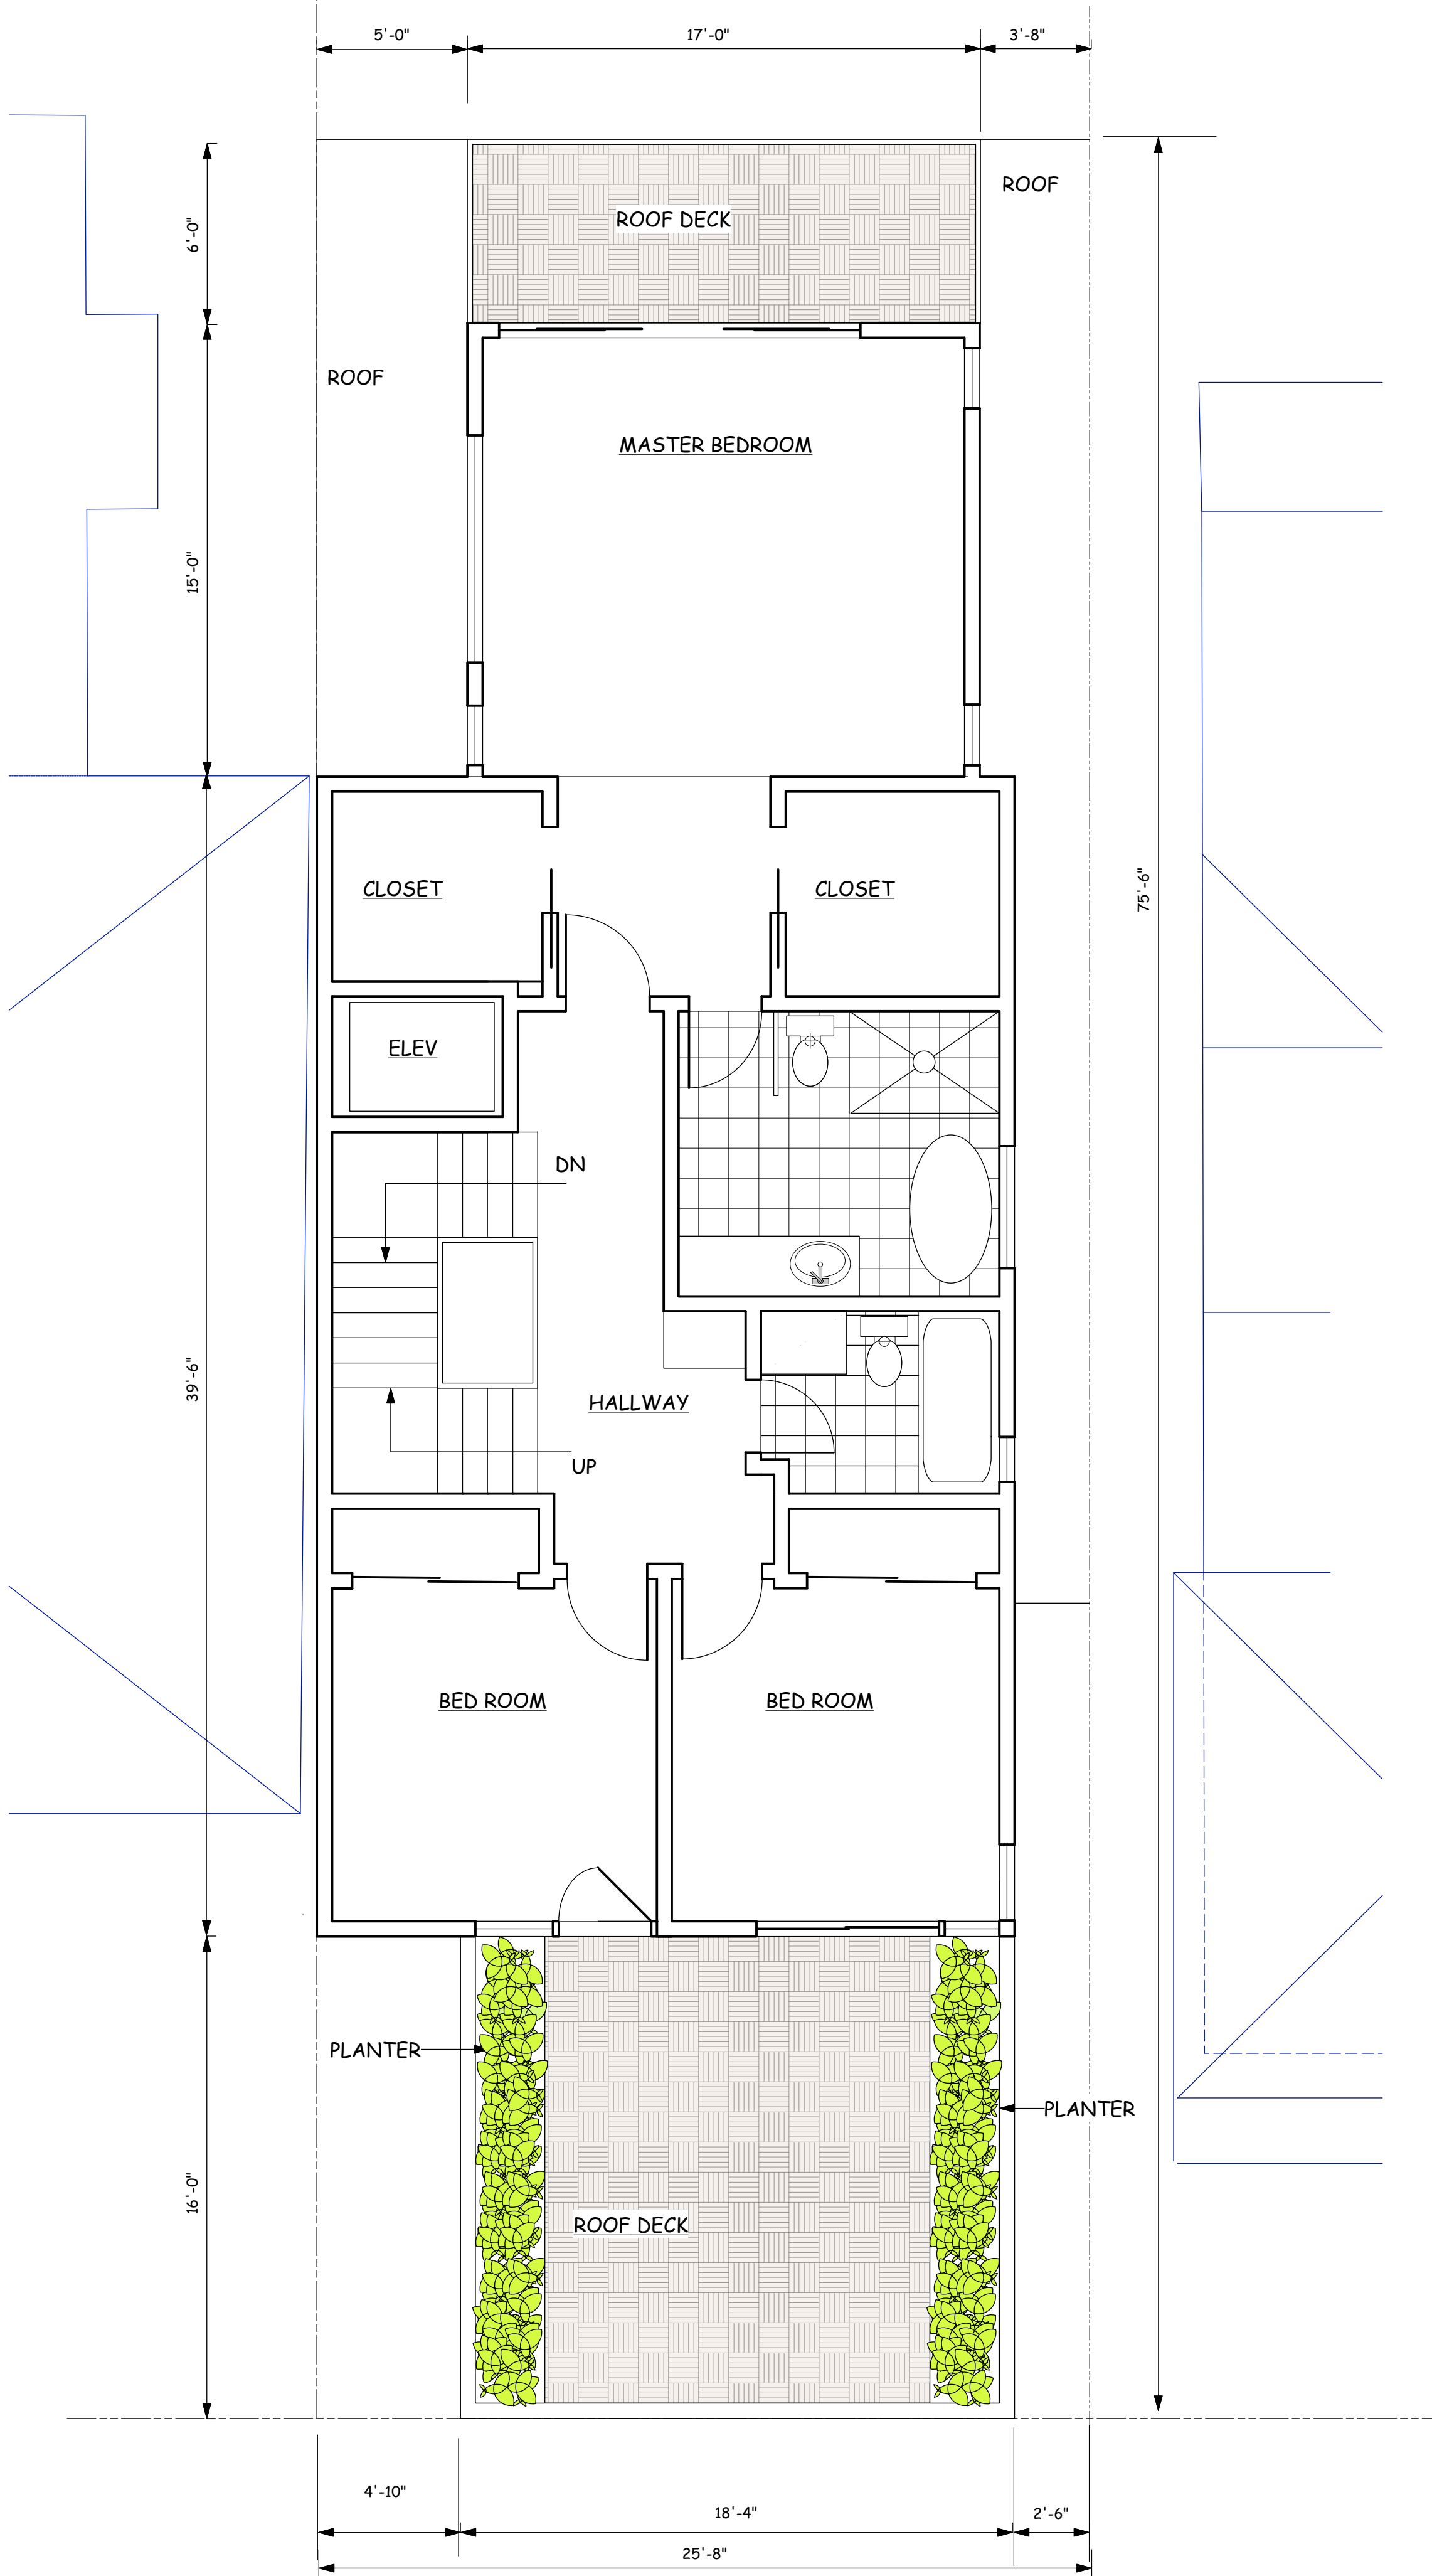 5'-0"
17'-0"
3'-8"
ROOF
ROOF DECK
6'-0"
ROOF
MASTER BEDROOM
15'-0"
CLOSET
CLOSET
75'-6"
ELEV
DN
39'-6"
HALLWAY
UP
BED ROOM
BED ROOM
PLANTER
PLANTER
16'-0"
ROOF DECK
4'-10"
18'-4"
2'-6"
25'-8"